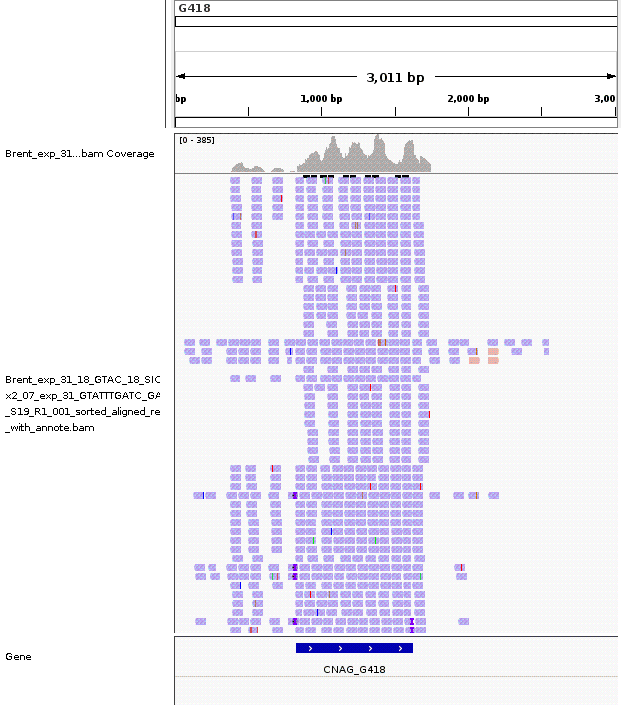 G418
3,011 bp
bp 1,000 bp 2,000 bp 3,00
[0 - 385]
Brent_exp_31...bam Coverage
Brent_exp_31_18_GTAC_18_SIC
x2_07_exp_31_GTATTTGATC_GA
_S19_R1_001_sorted_aligned_re
_with_annote.bam
Gene
CNAG_G418